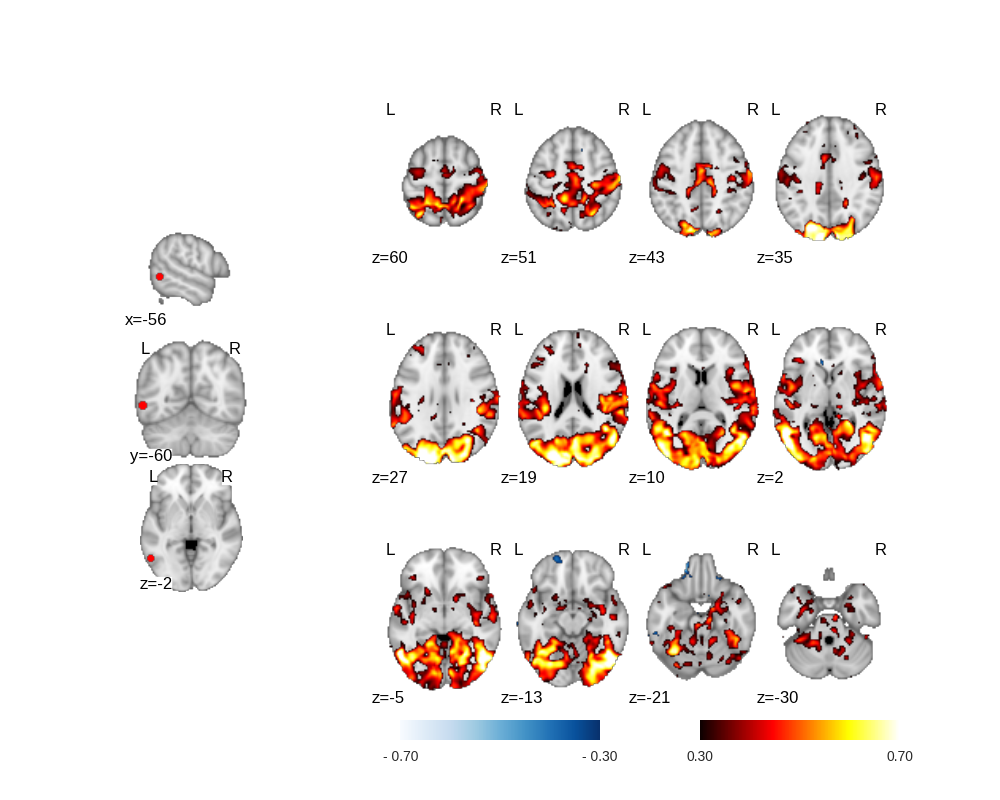 L R L R L R L R
z=60 z=51 z=43 z=35
x=-56
L R
y=-60
L R
z=-2
L R L R L R L R
z=27 z=19 z=10 z=2
L R L R L R L R
z=-5 z=-13 z=-21 z=-30
- 0.70 - 0.30 0.30 0.70